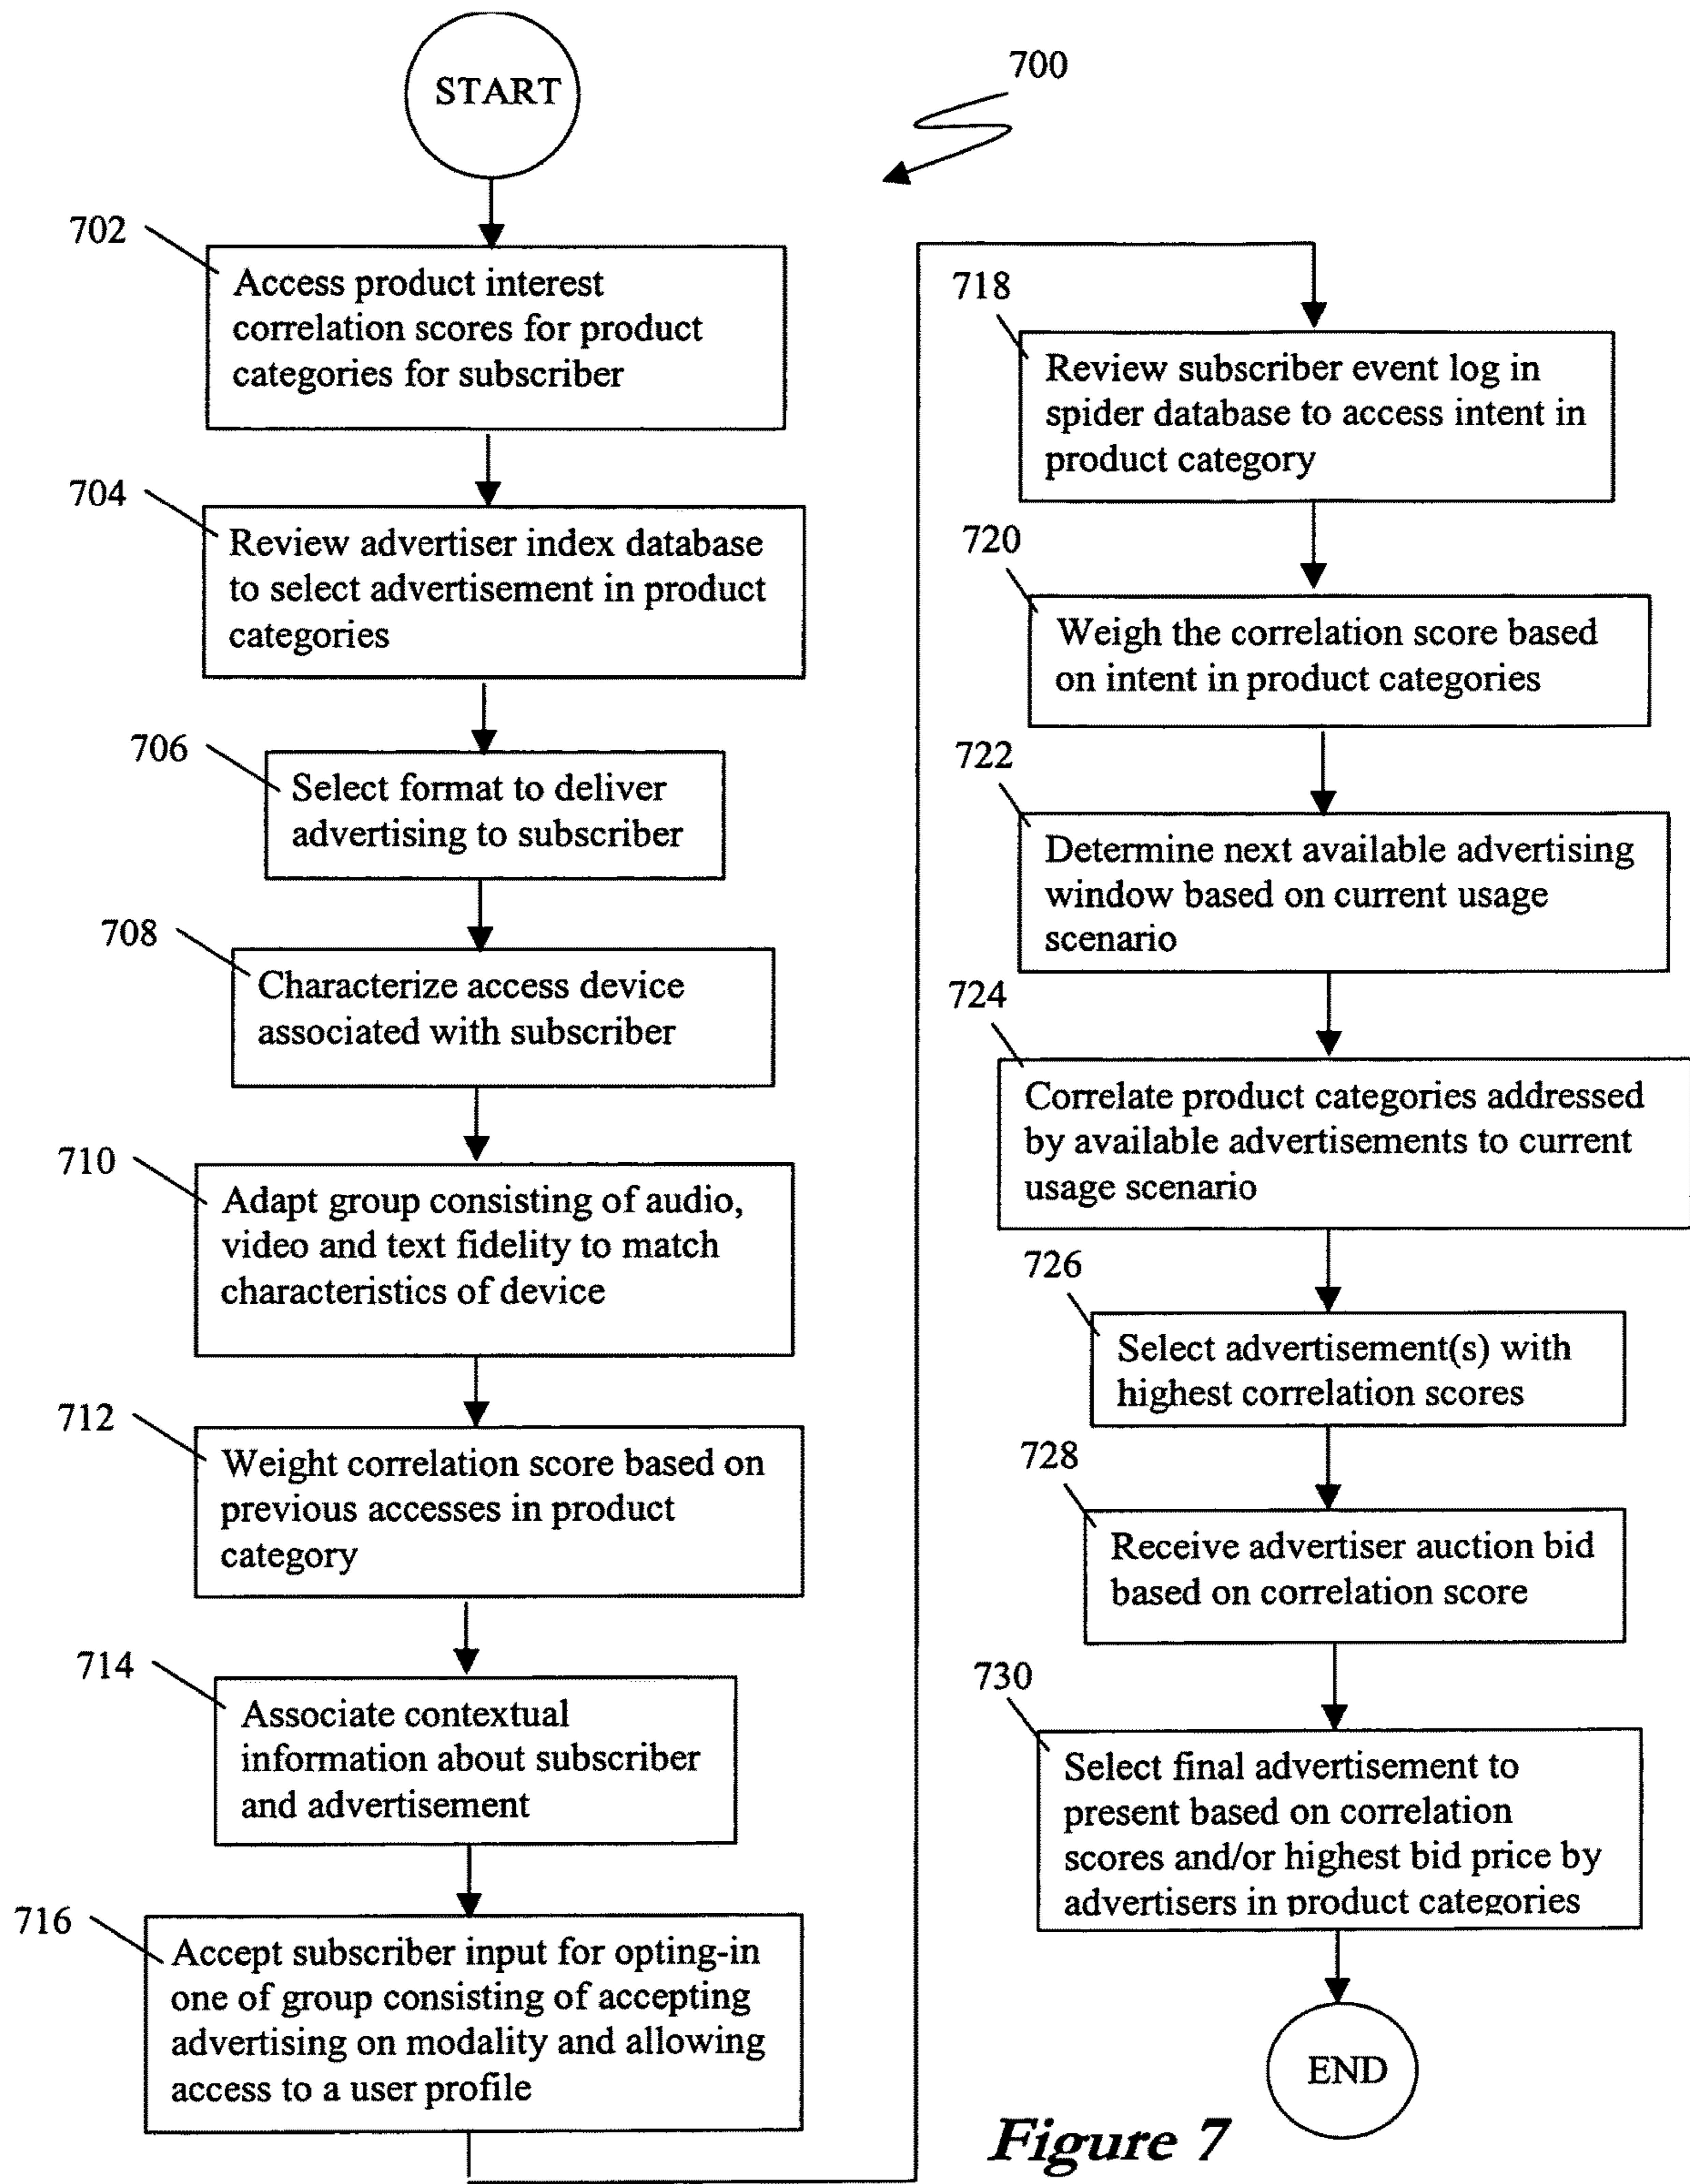 START
700
702
Access product interest
correlation scores for product
categories for subscriber
704
Review advertiser index database
to select advertisement in product
categories
706
Select format to deliver
advertising to subscriber
708
Characterize access device
associated with subscriber
710
Adapt group consisting of audio,
video and text fidelity to match
characteristics of device
712
Weight correlation score based on
previous accesses in product
category
714
Associate contextual
information about subscriber
and advertisement
716
Accept subscriber input for opting-in
one of group consisting of accepting
advertising on modality and allowing
access to a user profile
718
Review subscriber event log in
spider database to access intent in
product category
720
Weigh the correlation score based
on intent in product categories
722
Determine next available advertising
window based on current usage
scenario
724
Correlate product categories addressed
by available advertisements to current
usage scenario
726
Select advertisement(s) with
highest correlation scores
728
Receive advertiser auction bid
based on correlation score
730
Select final advertisement to
present based on correlation
scores and/or highest bid price by
advertisers in product categories
END
Figure 7